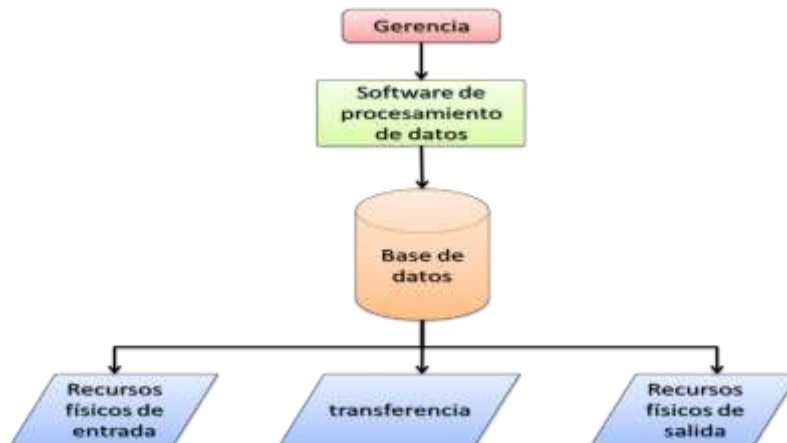 Gerencia
Software de
procesamiento
de datos
Base de
datos
Recursos
físicos de
entrada
transferencia
Recursos
físicos de
salida